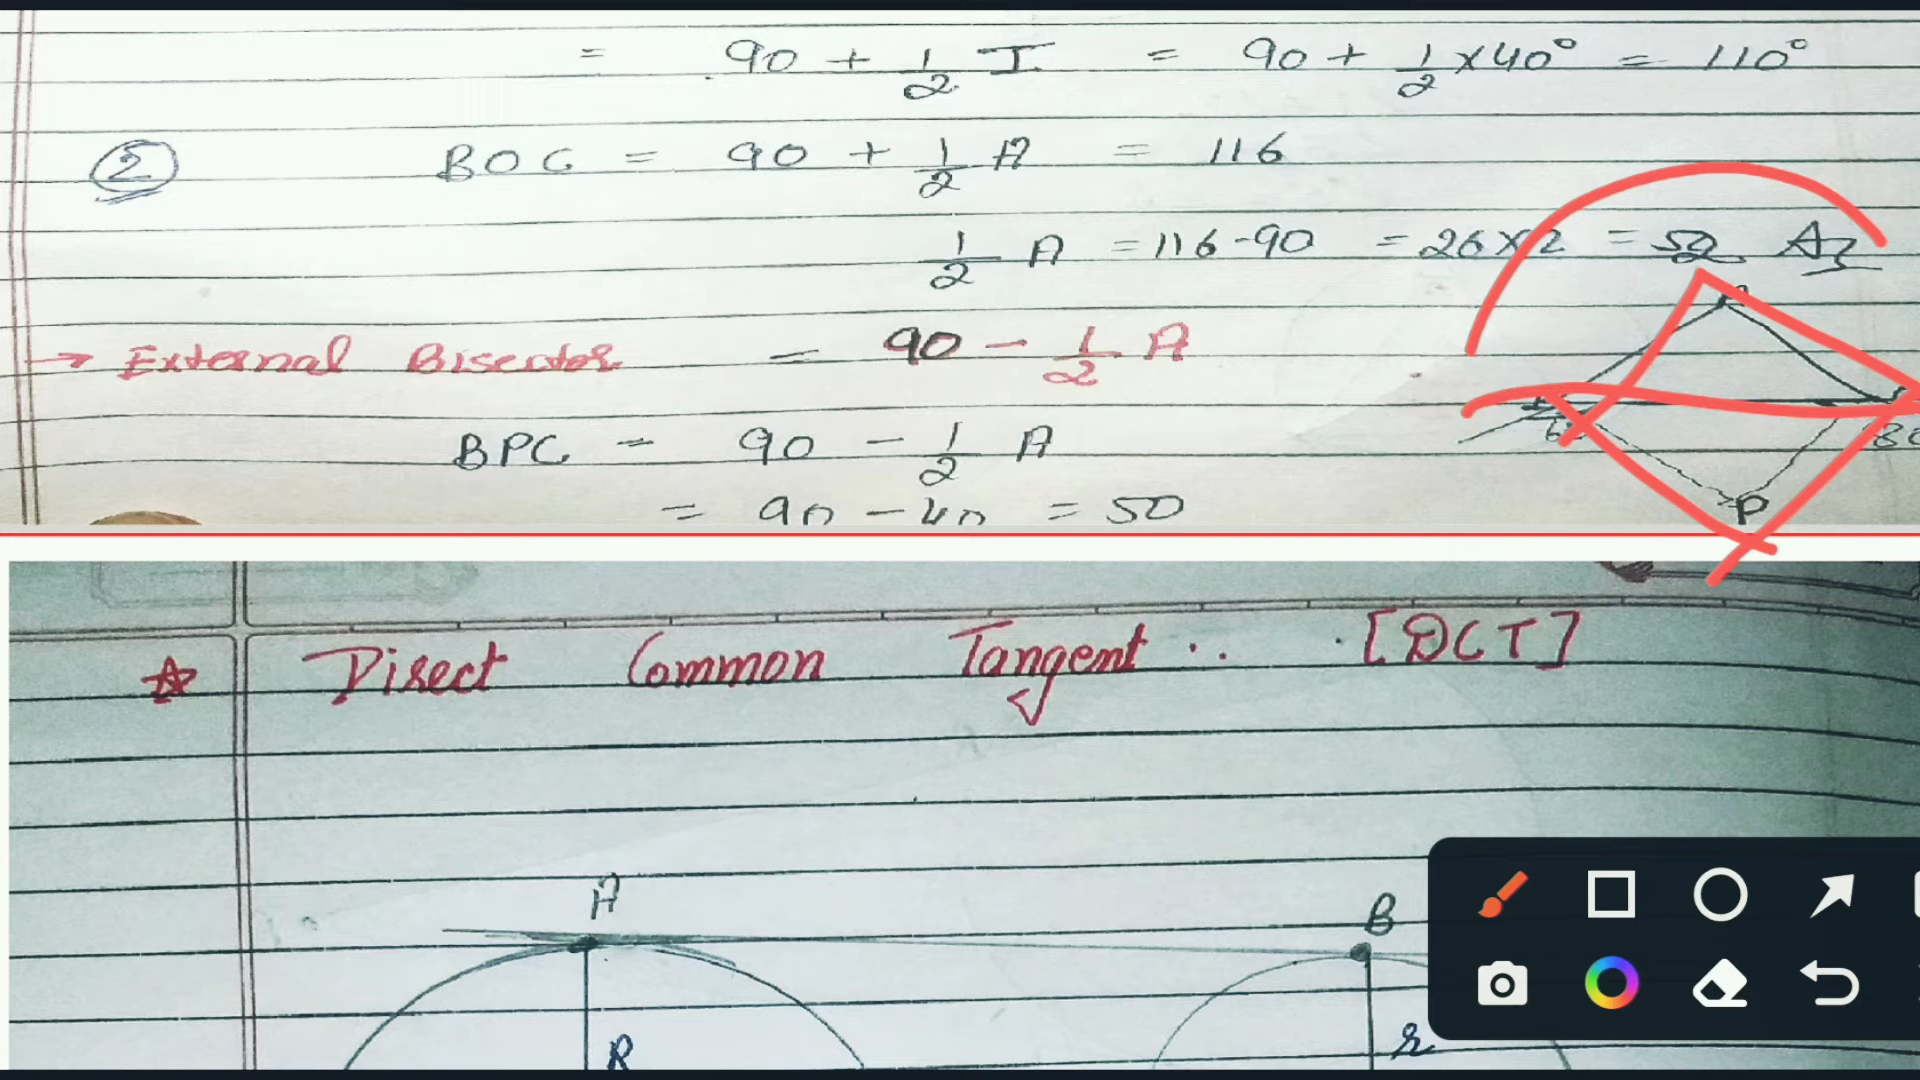 = 90 + 1/2 I = 90 + 1/2 × 40° = 110°
2 BOC = 90 + 1/2 A = 116
1/2 A = 116 - 90 = 26 × 2 = 52 A
→ External Bisector = 90 - 1/2 A
BPC = 90 - 1/2 A
= 90 - 40 = 50
P
Direct Common Tangent :. [DCT]
A B
R r